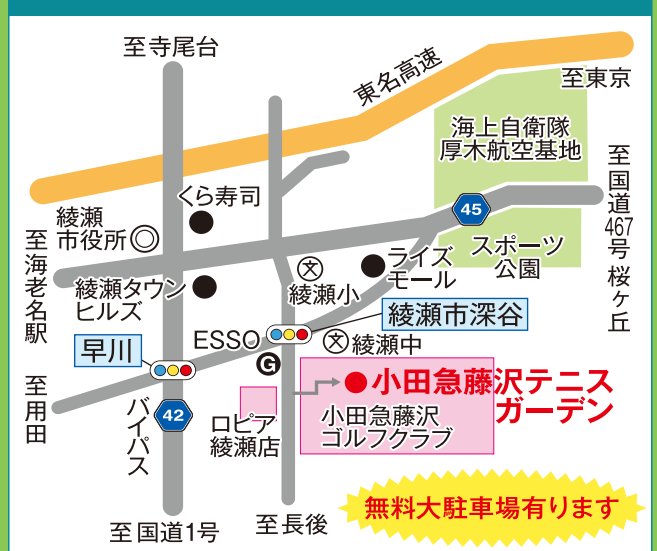 至寺尾台
東名高速
至東京
海上自衛隊
厚木航空基地
至国道467号 桜ヶ丘
くら寿司
綾瀬
市役所
45
スポーツ
公園
至海老名駅
綾瀬タウン
ヒルズ
文
綾瀬小
ライズ
モール
綾瀬市深谷
ESSO
文
綾瀬中
早川
G
至用田
バイパス
42
ロピア
綾瀬店
小田急藤沢テニス
ガーデン
小田急藤沢
ゴルフクラブ
無料大駐車場有ります
至国道1号
至長後